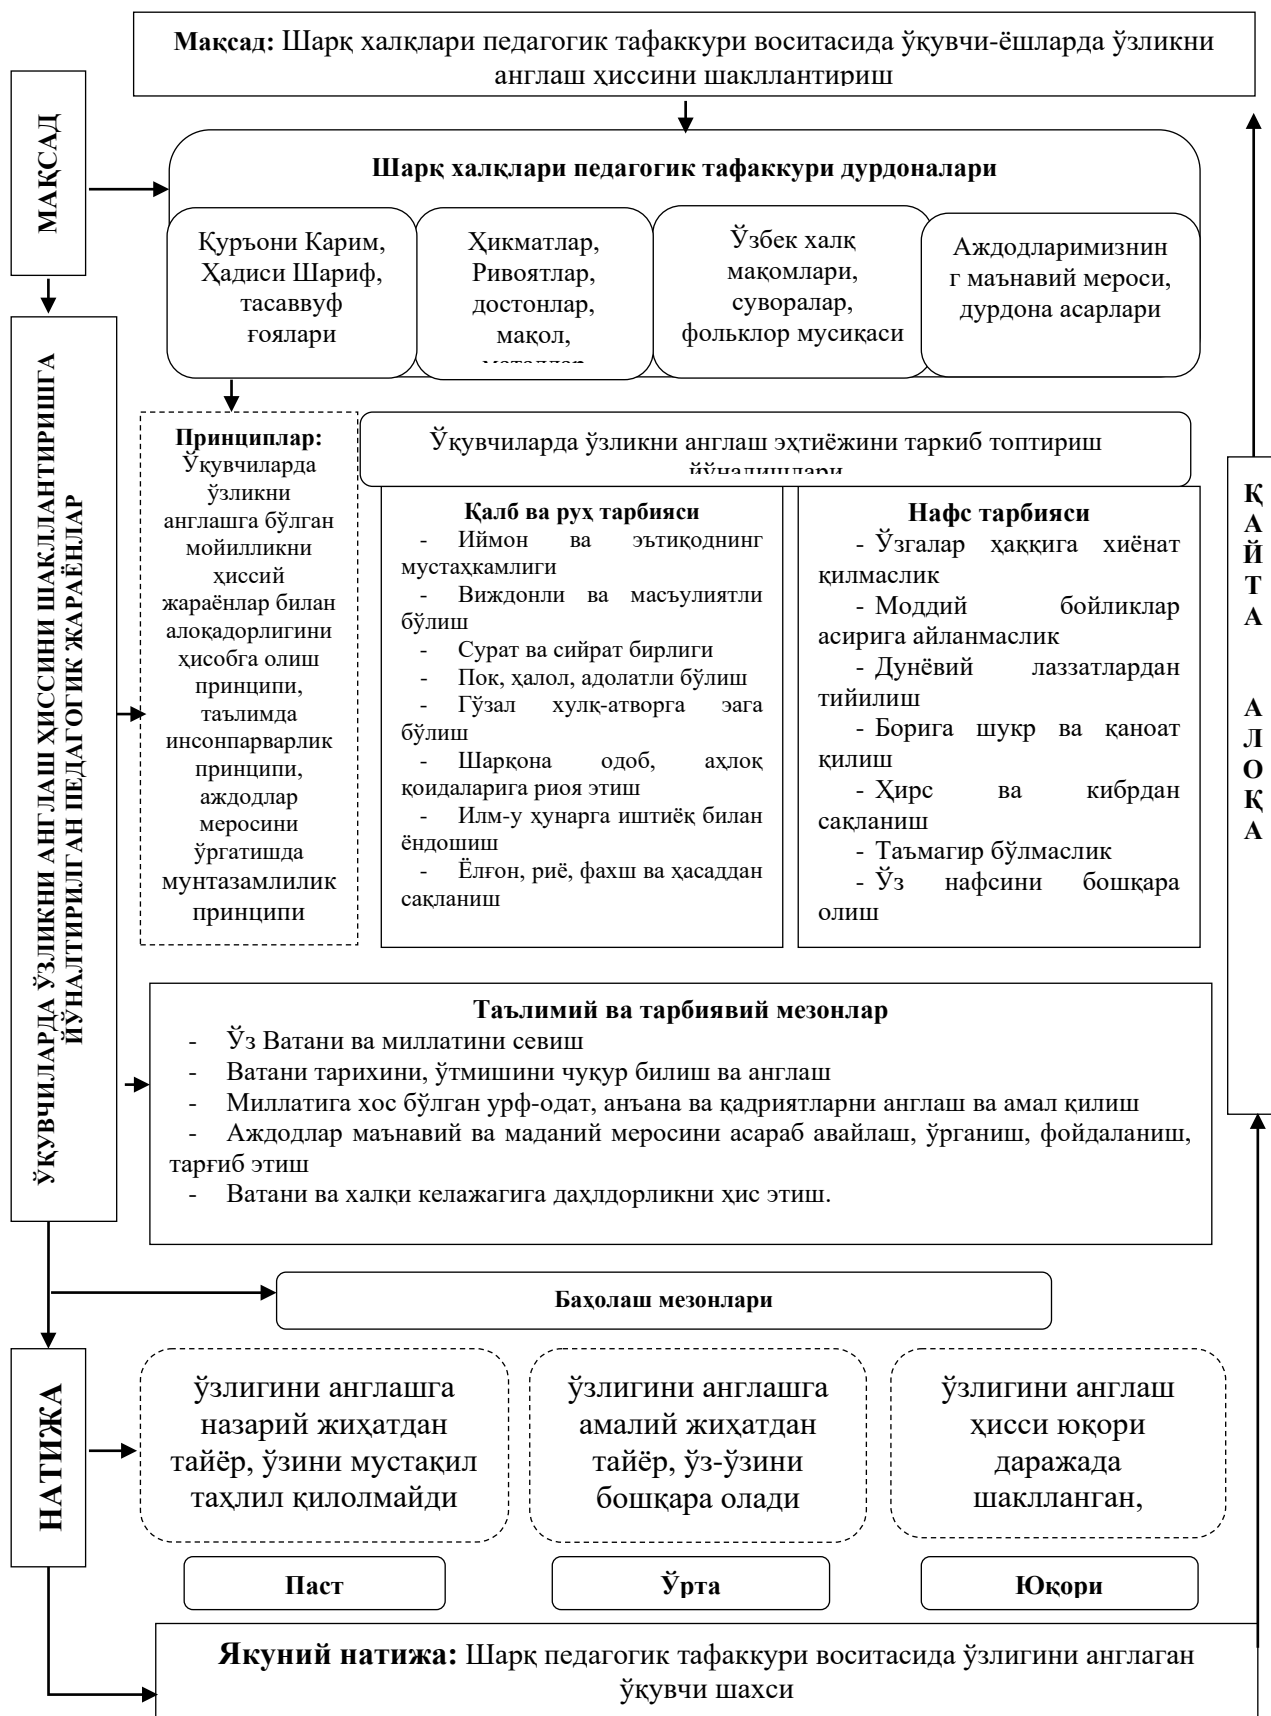 Мақсад: Шарқ халқлари педагогик тафаккури воситасида ўқувчи-ёшларда ўзликни
англаш ҳиссини шакллантириш
МАҚСАД
Шарқ халқлари педагогик тафаккури дурдоналари
Қуръони Карим,
Ҳадиси Шариф,
тасаввуф
ғоялари
Ҳикматлар,
Ривоятлар,
достонлар,
мақол,
маталлар
Ўзбек халқ
мақомлари,
суворалар,
фольклор мусиқаси
Аждодларимизнин
г маънавий мероси,
дурдона асарлари
ЎҚУВЧИЛАРДА ЎЗЛИКНИ АНГЛАШ ҲИССИНИ ШАКЛЛАНТИРИШГА
ЙЎНАЛТИРИЛГАН ПЕДАГОГИК ЖАРАЁНЛАР
Принциплар:
Ўқувчиларда
ўзликни
англашга бўлган
мойилликни
ҳиссий
жараёнлар билан
алоқадорлигини
ҳисобга олиш
принципи,
таълимда
инсонпарварлик
принципи,
аждодлар
меросини
ўргатишда
мунтазамлилик
принципи
Ўқувчиларда ўзликни англаш эҳтиёжини таркиб топтириш
йўналишлари
Қалб ва руҳ тарбияси
- Иймон ва эътиқоднинг
мустаҳкамлиги
- Виждонли ва масъулиятли
бўлиш
- Сурат ва сийрат бирлиги
- Пок, ҳалол, адолатли бўлиш
- Гўзал хулқ-атворга эга
бўлиш
- Шарқона одоб, аҳлоқ
қоидаларига риоя этиш
- Илм-у ҳунарга иштиёқ билан
ёндошиш
- Ёлғон, риё, фахш ва ҳасаддан
сақланиш
Нафс тарбияси
- Ўзгалар ҳаққига хиёнат
қилмаслик
- Моддий бойликлар
асирига айланмаслик
- Дунёвий лаззатлардан
тийилиш
- Борига шукр ва қаноат
қилиш
- Ҳирс ва кибрдан
сақланиш
- Таъмагир бўлмаслик
- Ўз нафсини бошқара
олиш
Қ
А
Й
Т
А
А
Л
О
Қ
А
Таълимий ва тарбиявий мезонлар
- Ўз Ватани ва миллатини севиш
- Ватани тарихини, ўтмишини чуқур билиш ва англаш
- Миллатига хос бўлган урф-одат, анъана ва қадриятларни англаш ва амал қилиш
- Аждодлар маънавий ва маданий меросини асараб авайлаш, ўрганиш, фойдаланиш,
тарғиб этиш
- Ватани ва халқи келажагига даҳлдорликни ҳис этиш.
Баҳолаш мезонлари
НАТИЖА
ўзлигини англашга
назарий жиҳатдан
тайёр, ўзини мустақил
таҳлил қилолмайди
ўзлигини англашга
амалий жиҳатдан
тайёр, ўз-ўзини
бошқара олади
ўзлигини англаш
ҳисси юқори
даражада
шаклланган,
Паст
Ўрта
Юқори
Якуний натижа: Шарқ педагогик тафаккури воситасида ўзлигини англаган
ўқувчи шахси